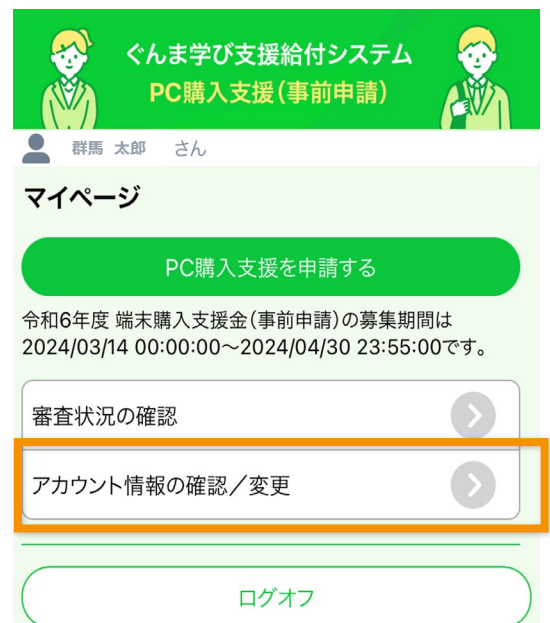 ぐんま学び支援給付システム
PC購入支援(事前申請)
群馬 太郎 さん
マイページ
PC購入支援を申請する
令和6年度 端末購入支援金(事前申請)の募集期間は
2024/03/14 00:00:00～2024/04/30 23:55:00です。
審査状況の確認
アカウント情報の確認／変更
ログオフ